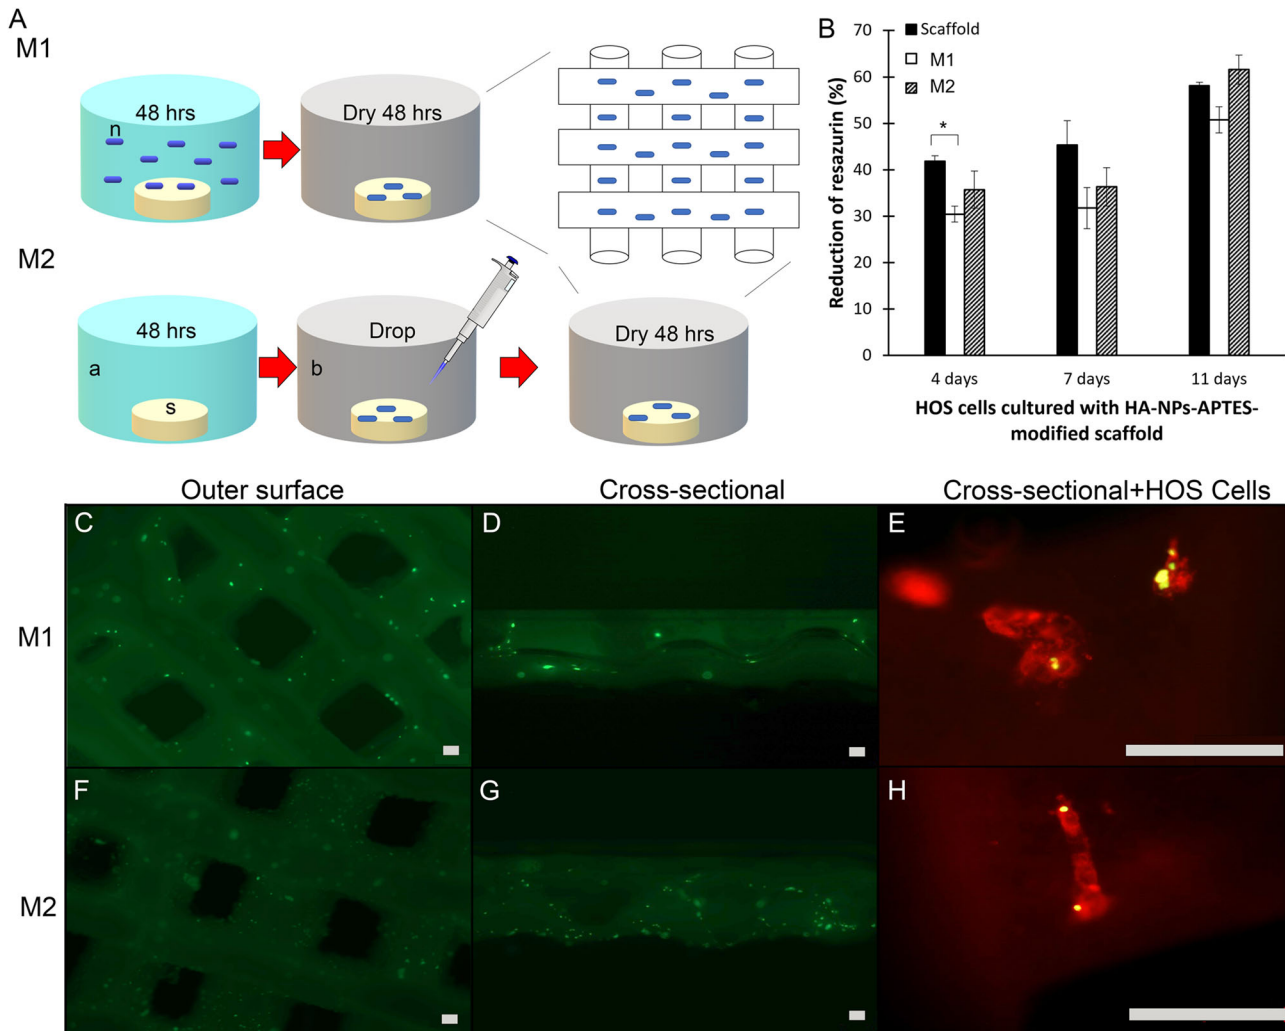 A
M1
48 hrs
n
Dry 48 hrs
M2
48 hrs
a
s
Drop
b
Dry 48 hrs
B
Scaffold
M1
M2
Reduction of resazurin (%)
70
60
50
40
30
20
10
0
*
4 days
7 days
11 days
HOS cells cultured with HA-NPs-APTES-
modified scaffold
Outer surface
Cross-sectional
Cross-sectional+HOS Cells
M1
C
D
E
M2
F
G
H